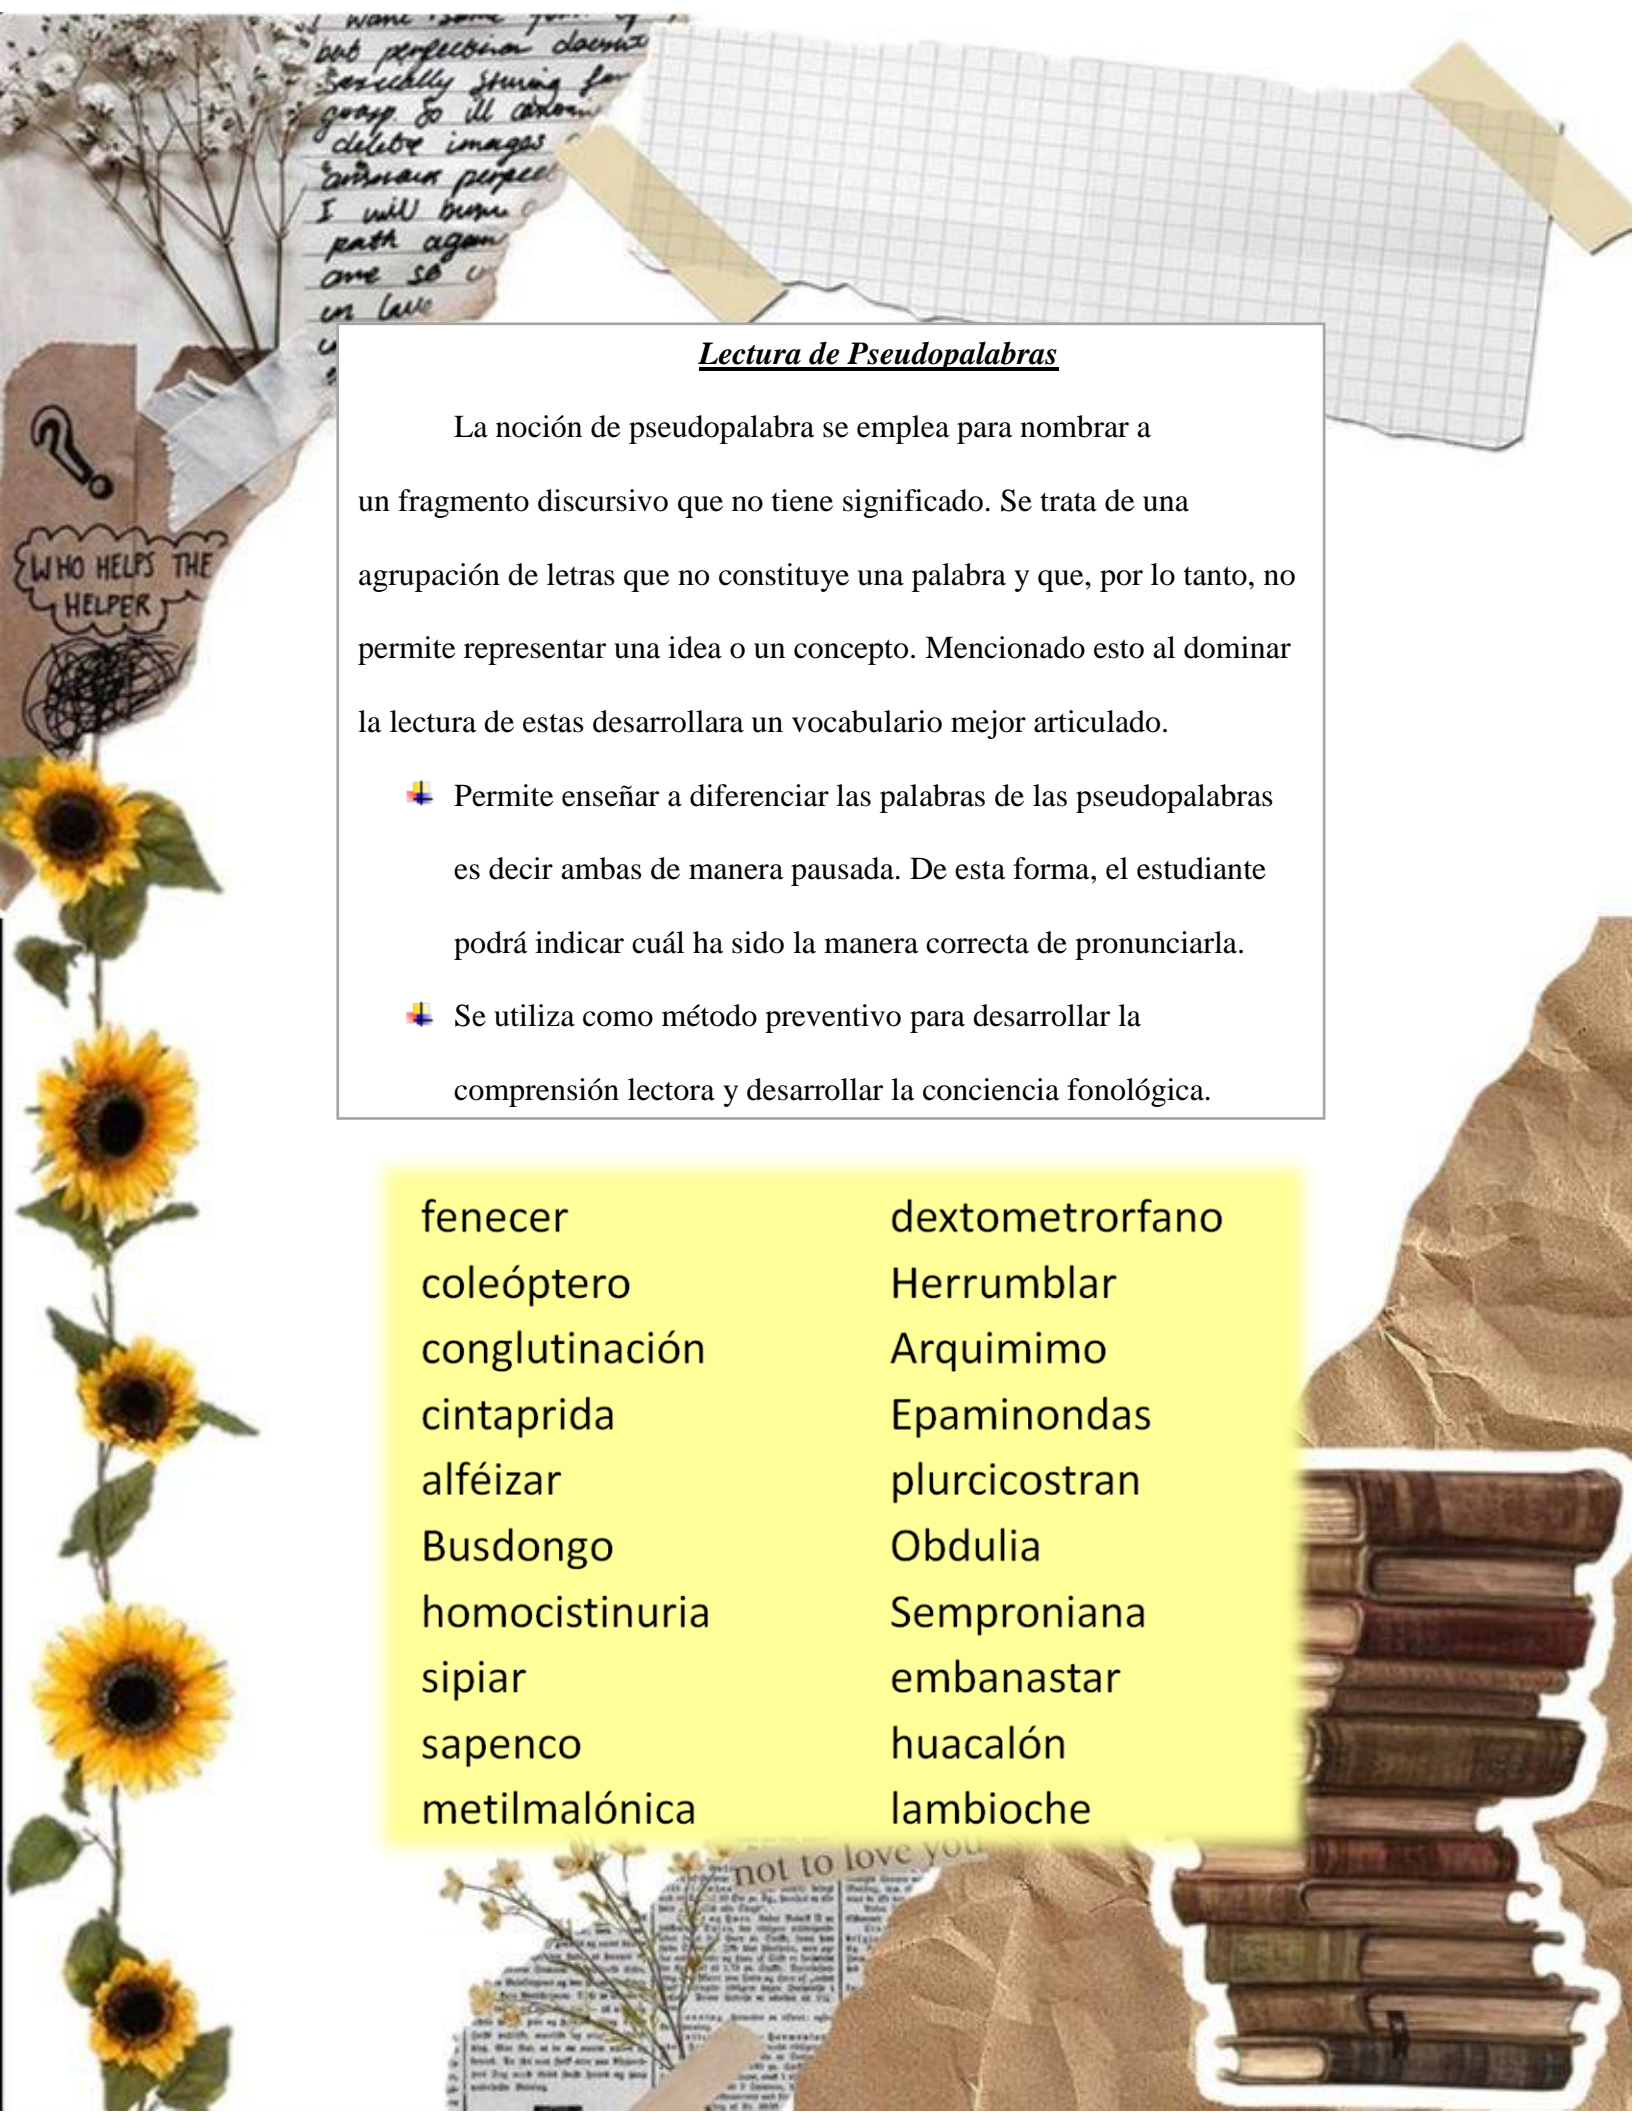 but perfection doesn't
grasp. So ill
delete images
I will burn
path again
one so
in love
WHO HELPS THE
HELPER
Lectura de Pseudopalabras
La noción de pseudopalabra se emplea para nombrar a
un fragmento discursivo que no tiene significado. Se trata de una
agrupación de letras que no constituye una palabra y que, por lo tanto, no
permite representar una idea o un concepto. Mencionado esto al dominar
la lectura de estas desarrollara un vocabulario mejor articulado.
Permite enseñar a diferenciar las palabras de las pseudopalabras
es decir ambas de manera pausada. De esta forma, el estudiante
podrá indicar cuál ha sido la manera correcta de pronunciarla.
Se utiliza como método preventivo para desarrollar la
comprensión lectora y desarrollar la conciencia fonológica.
fenecer
coleóptero
conglutinación
cintaprida
alféizar
Busdongo
homocistinuria
sipiar
sapenco
metilmalónica
dextometrorfano
Herrumblar
Arquimimo
Epaminondas
plurcicostran
Obdulia
Semproniana
embanastar
huacalón
lambioche
not to love you